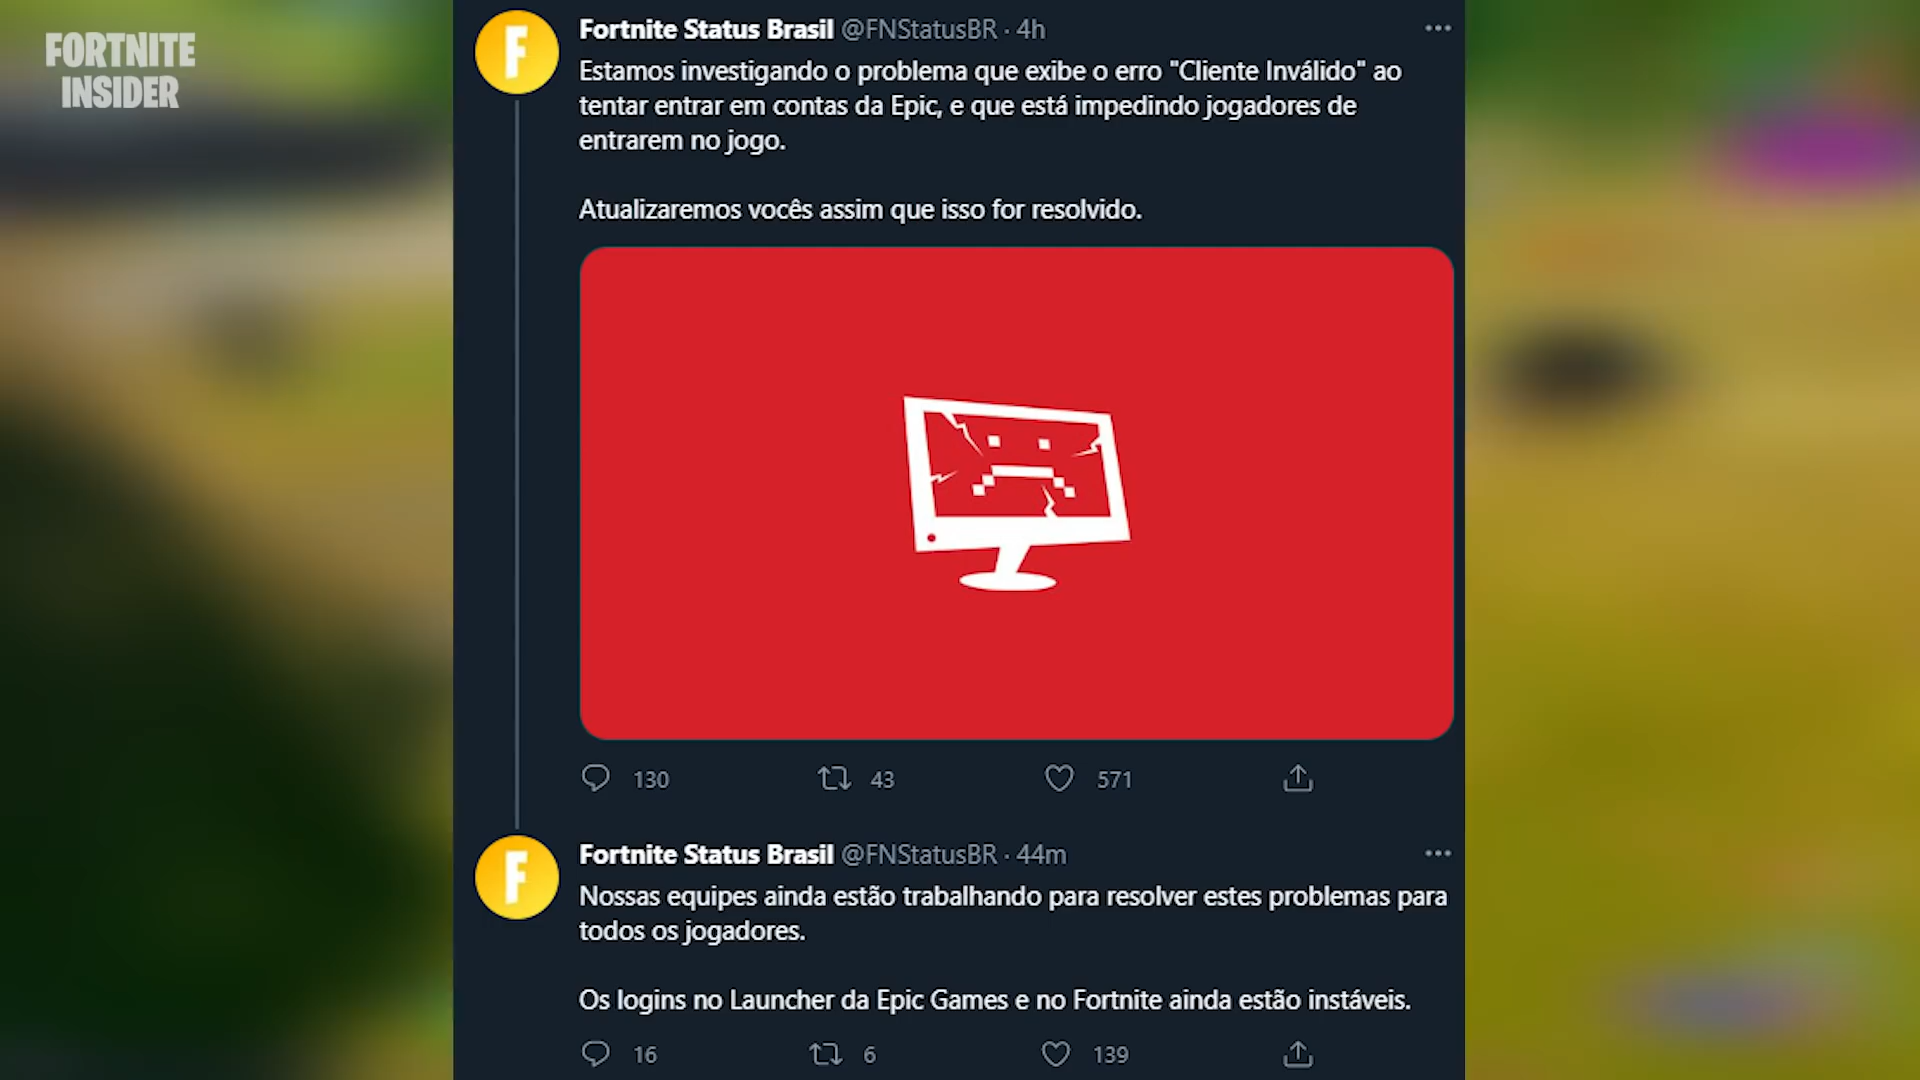 FORTNITE
INSIDER
Fortnite Status Brasil @FNStatusBR · 4h
Estamos investigando o problema que exibe o erro "Cliente Inválido" ao
tentar entrar em contas da Epic, e que está impedindo jogadores de
entrarem no jogo.
Atualizaremos vocês assim que isso for resolvido.
130 43 571
Fortnite Status Brasil @FNStatusBR · 44m
Nossas equipes ainda estão trabalhando para resolver estes problemas para
todos os jogadores.
Os logins no Launcher da Epic Games e no Fortnite ainda estão instáveis.
16 6 139